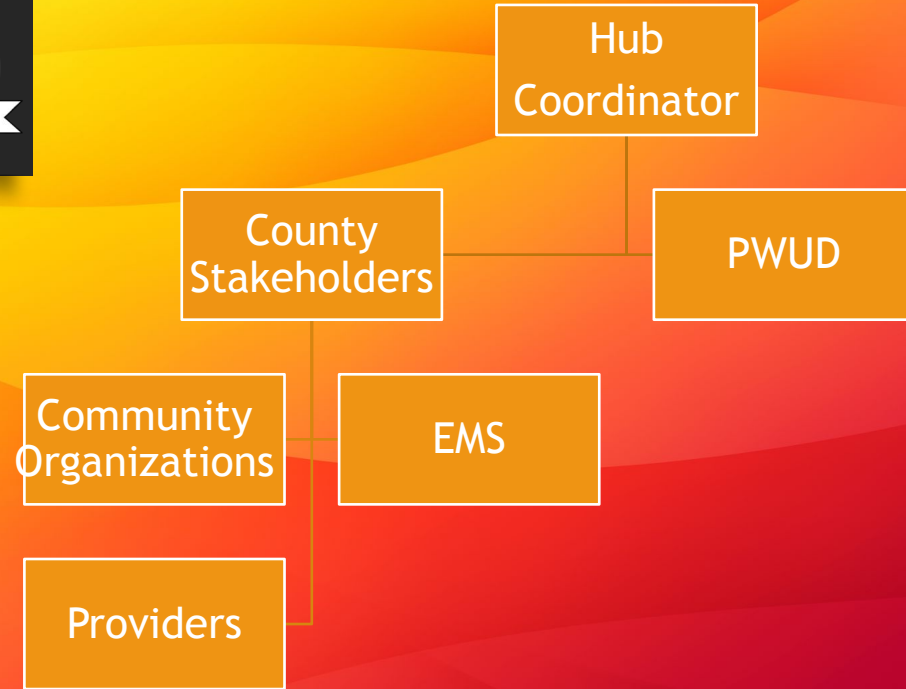 Hub
Coordinator
County
Stakeholders
PWUD
Community
Organizations
EMS
Providers